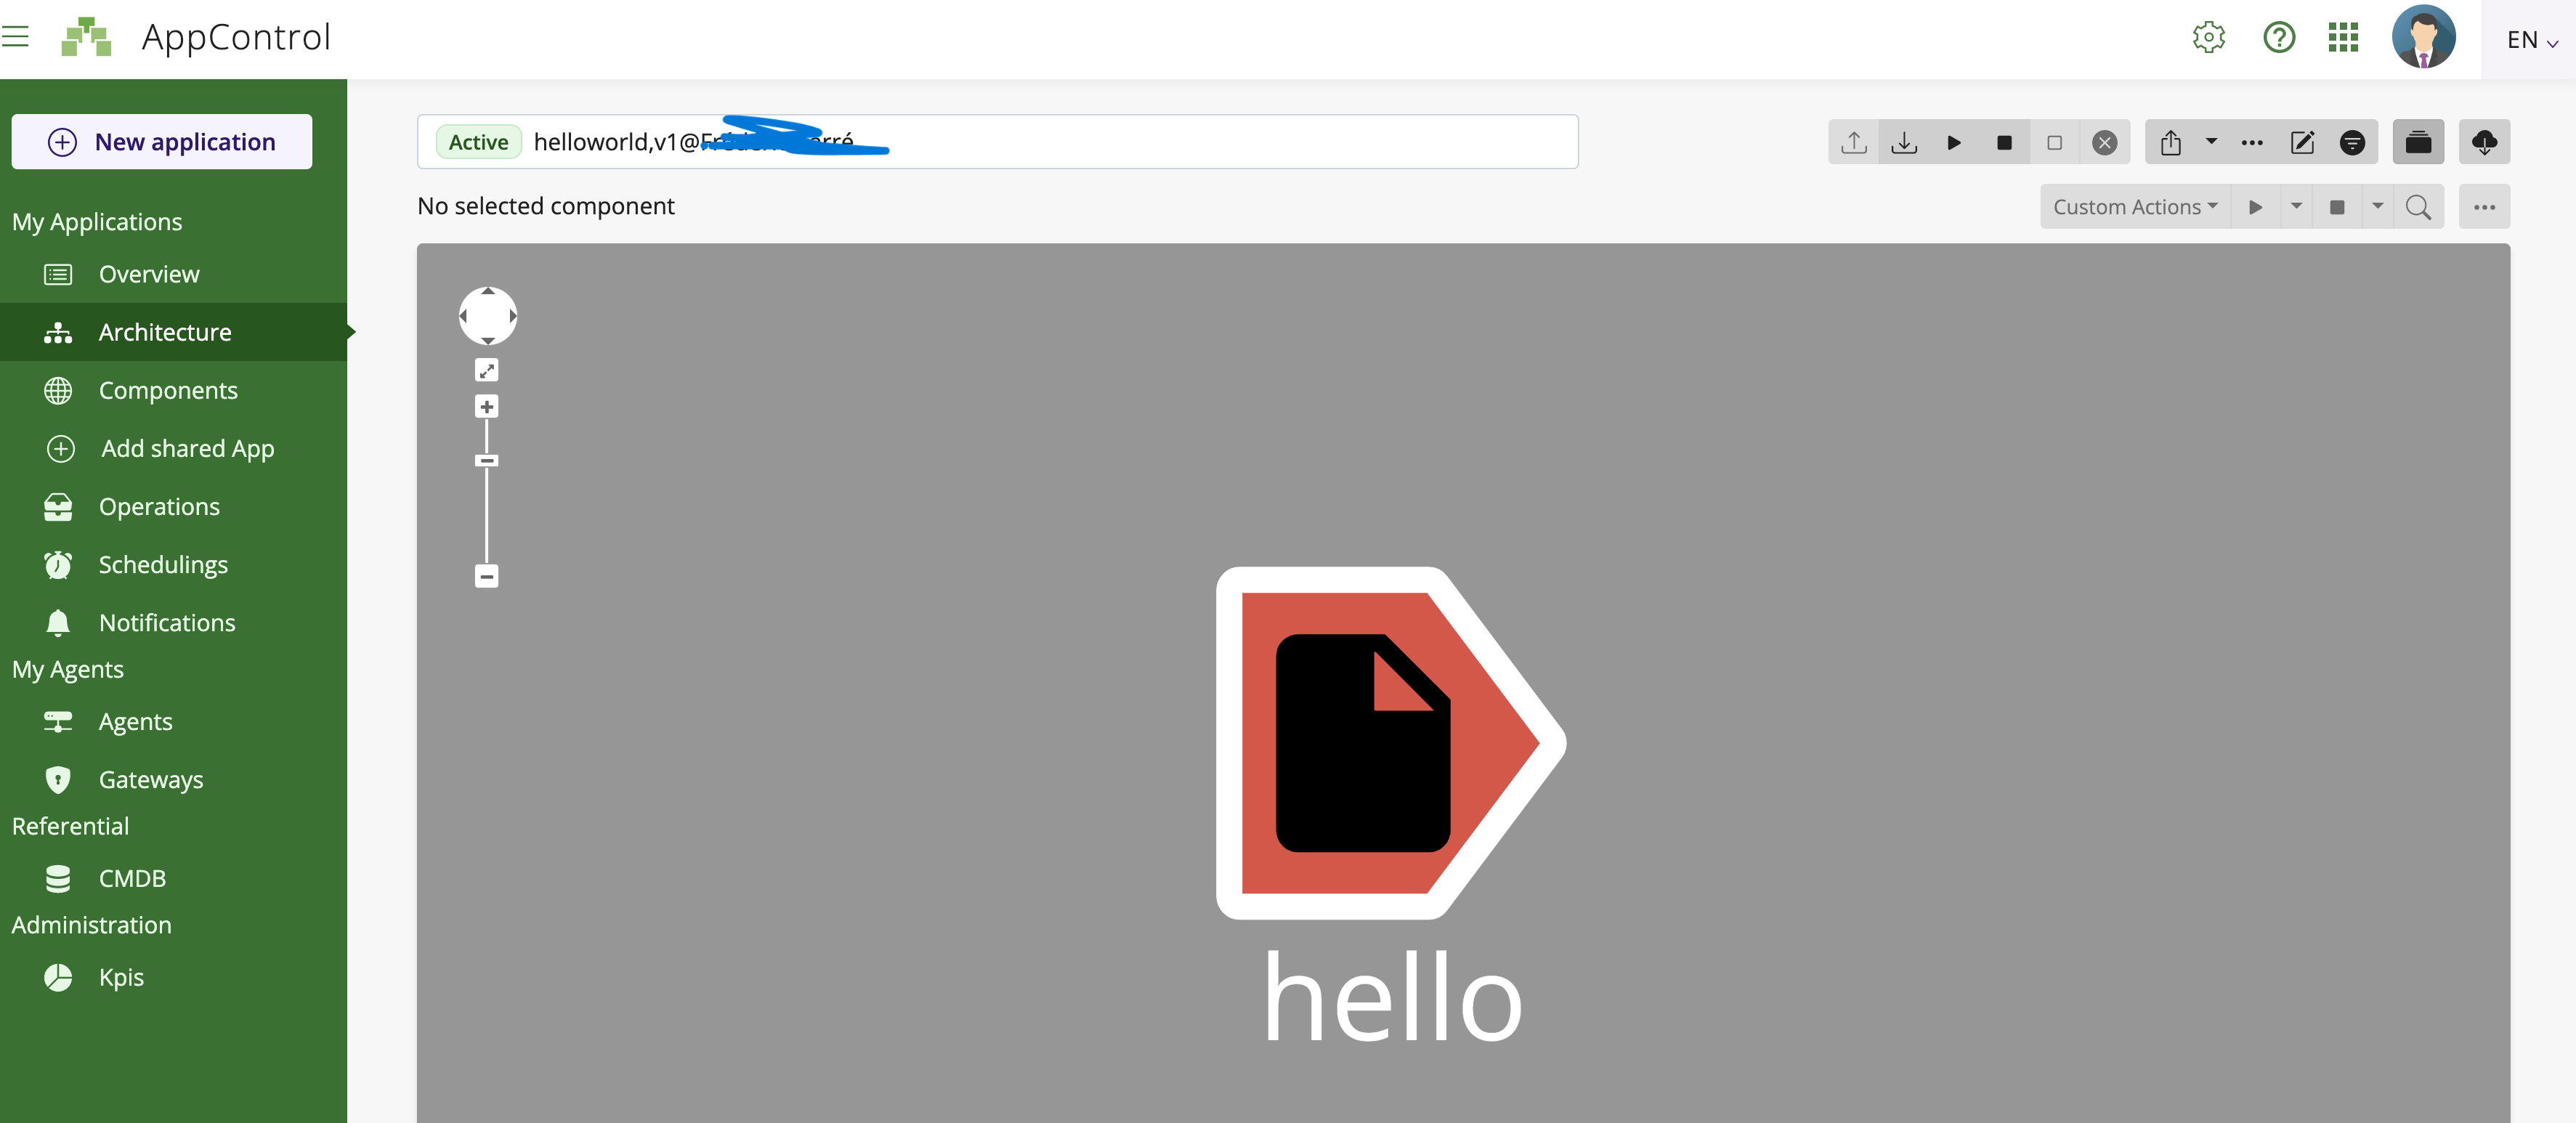 AppControl
EN
New application
Active helloworld,v1@
No selected component
Custom Actions
My Applications
Overview
Architecture
Components
Add shared App
Operations
Schedulings
Notifications
My Agents
Agents
Gateways
Referential
CMDB
Administration
Kpis
hello